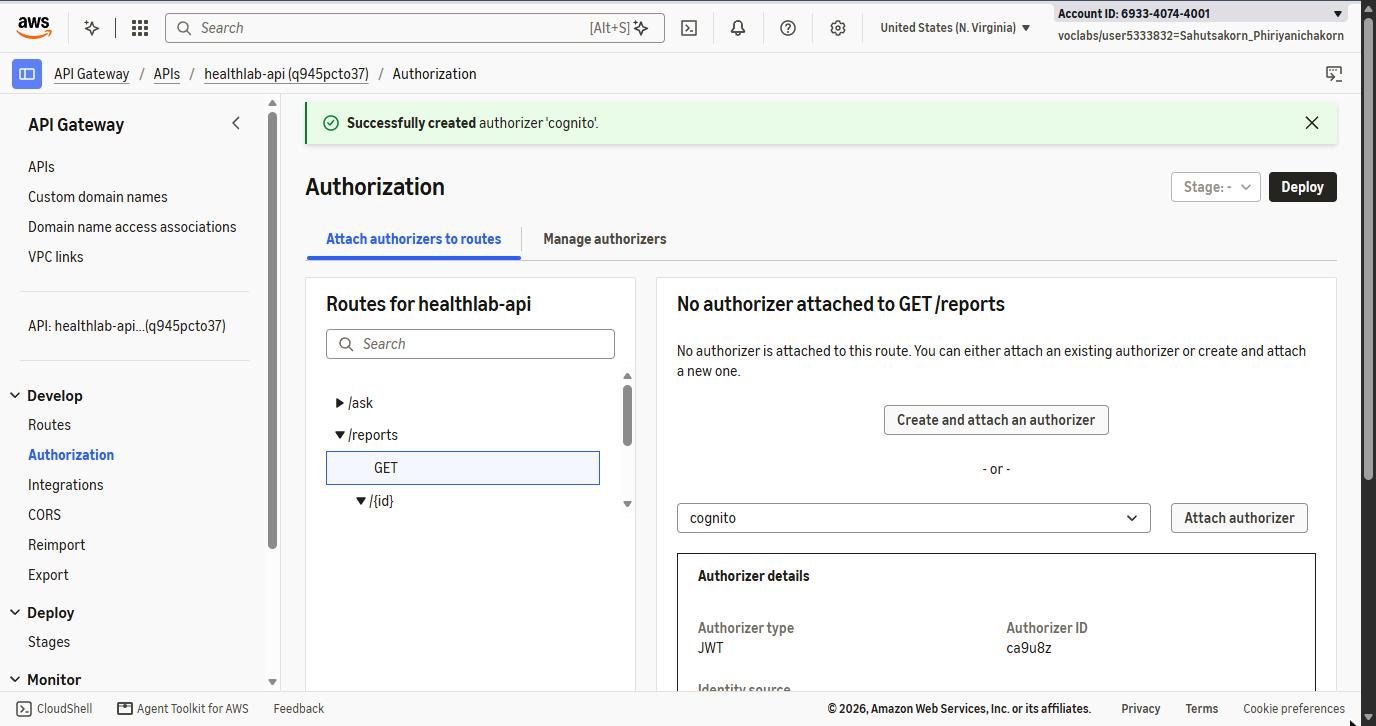 aws
Search
[Alt+S]
United States (N. Virginia)
Account ID: 6933-4074-4001
voclabs/user5333832=Sahutsakorn_Phiriyanichakorn
API Gateway / APIs / healthlab-api (q945pcto37) / Authorization
API Gateway
APIs
Custom domain names
Domain name access associations
VPC links
API: healthlab-api...(q945pcto37)
Develop
Routes
Authorization
Integrations
CORS
Reimport
Export
Deploy
Stages
Monitor
Successfully created authorizer 'cognito'.
Authorization
Stage: -
Deploy
Attach authorizers to routes
Manage authorizers
Routes for healthlab-api
Search
/ask
/reports
GET
/{id}
No authorizer attached to GET /reports
No authorizer is attached to this route. You can either attach an existing authorizer or create and attach
a new one.
Create and attach an authorizer
- or -
cognito
Attach authorizer
Authorizer details
Authorizer type
JWT
Authorizer ID
ca9u8z
Identity source
CloudShell
Agent Toolkit for AWS
Feedback
© 2026, Amazon Web Services, Inc. or its affiliates.
Privacy
Terms
Cookie preferences